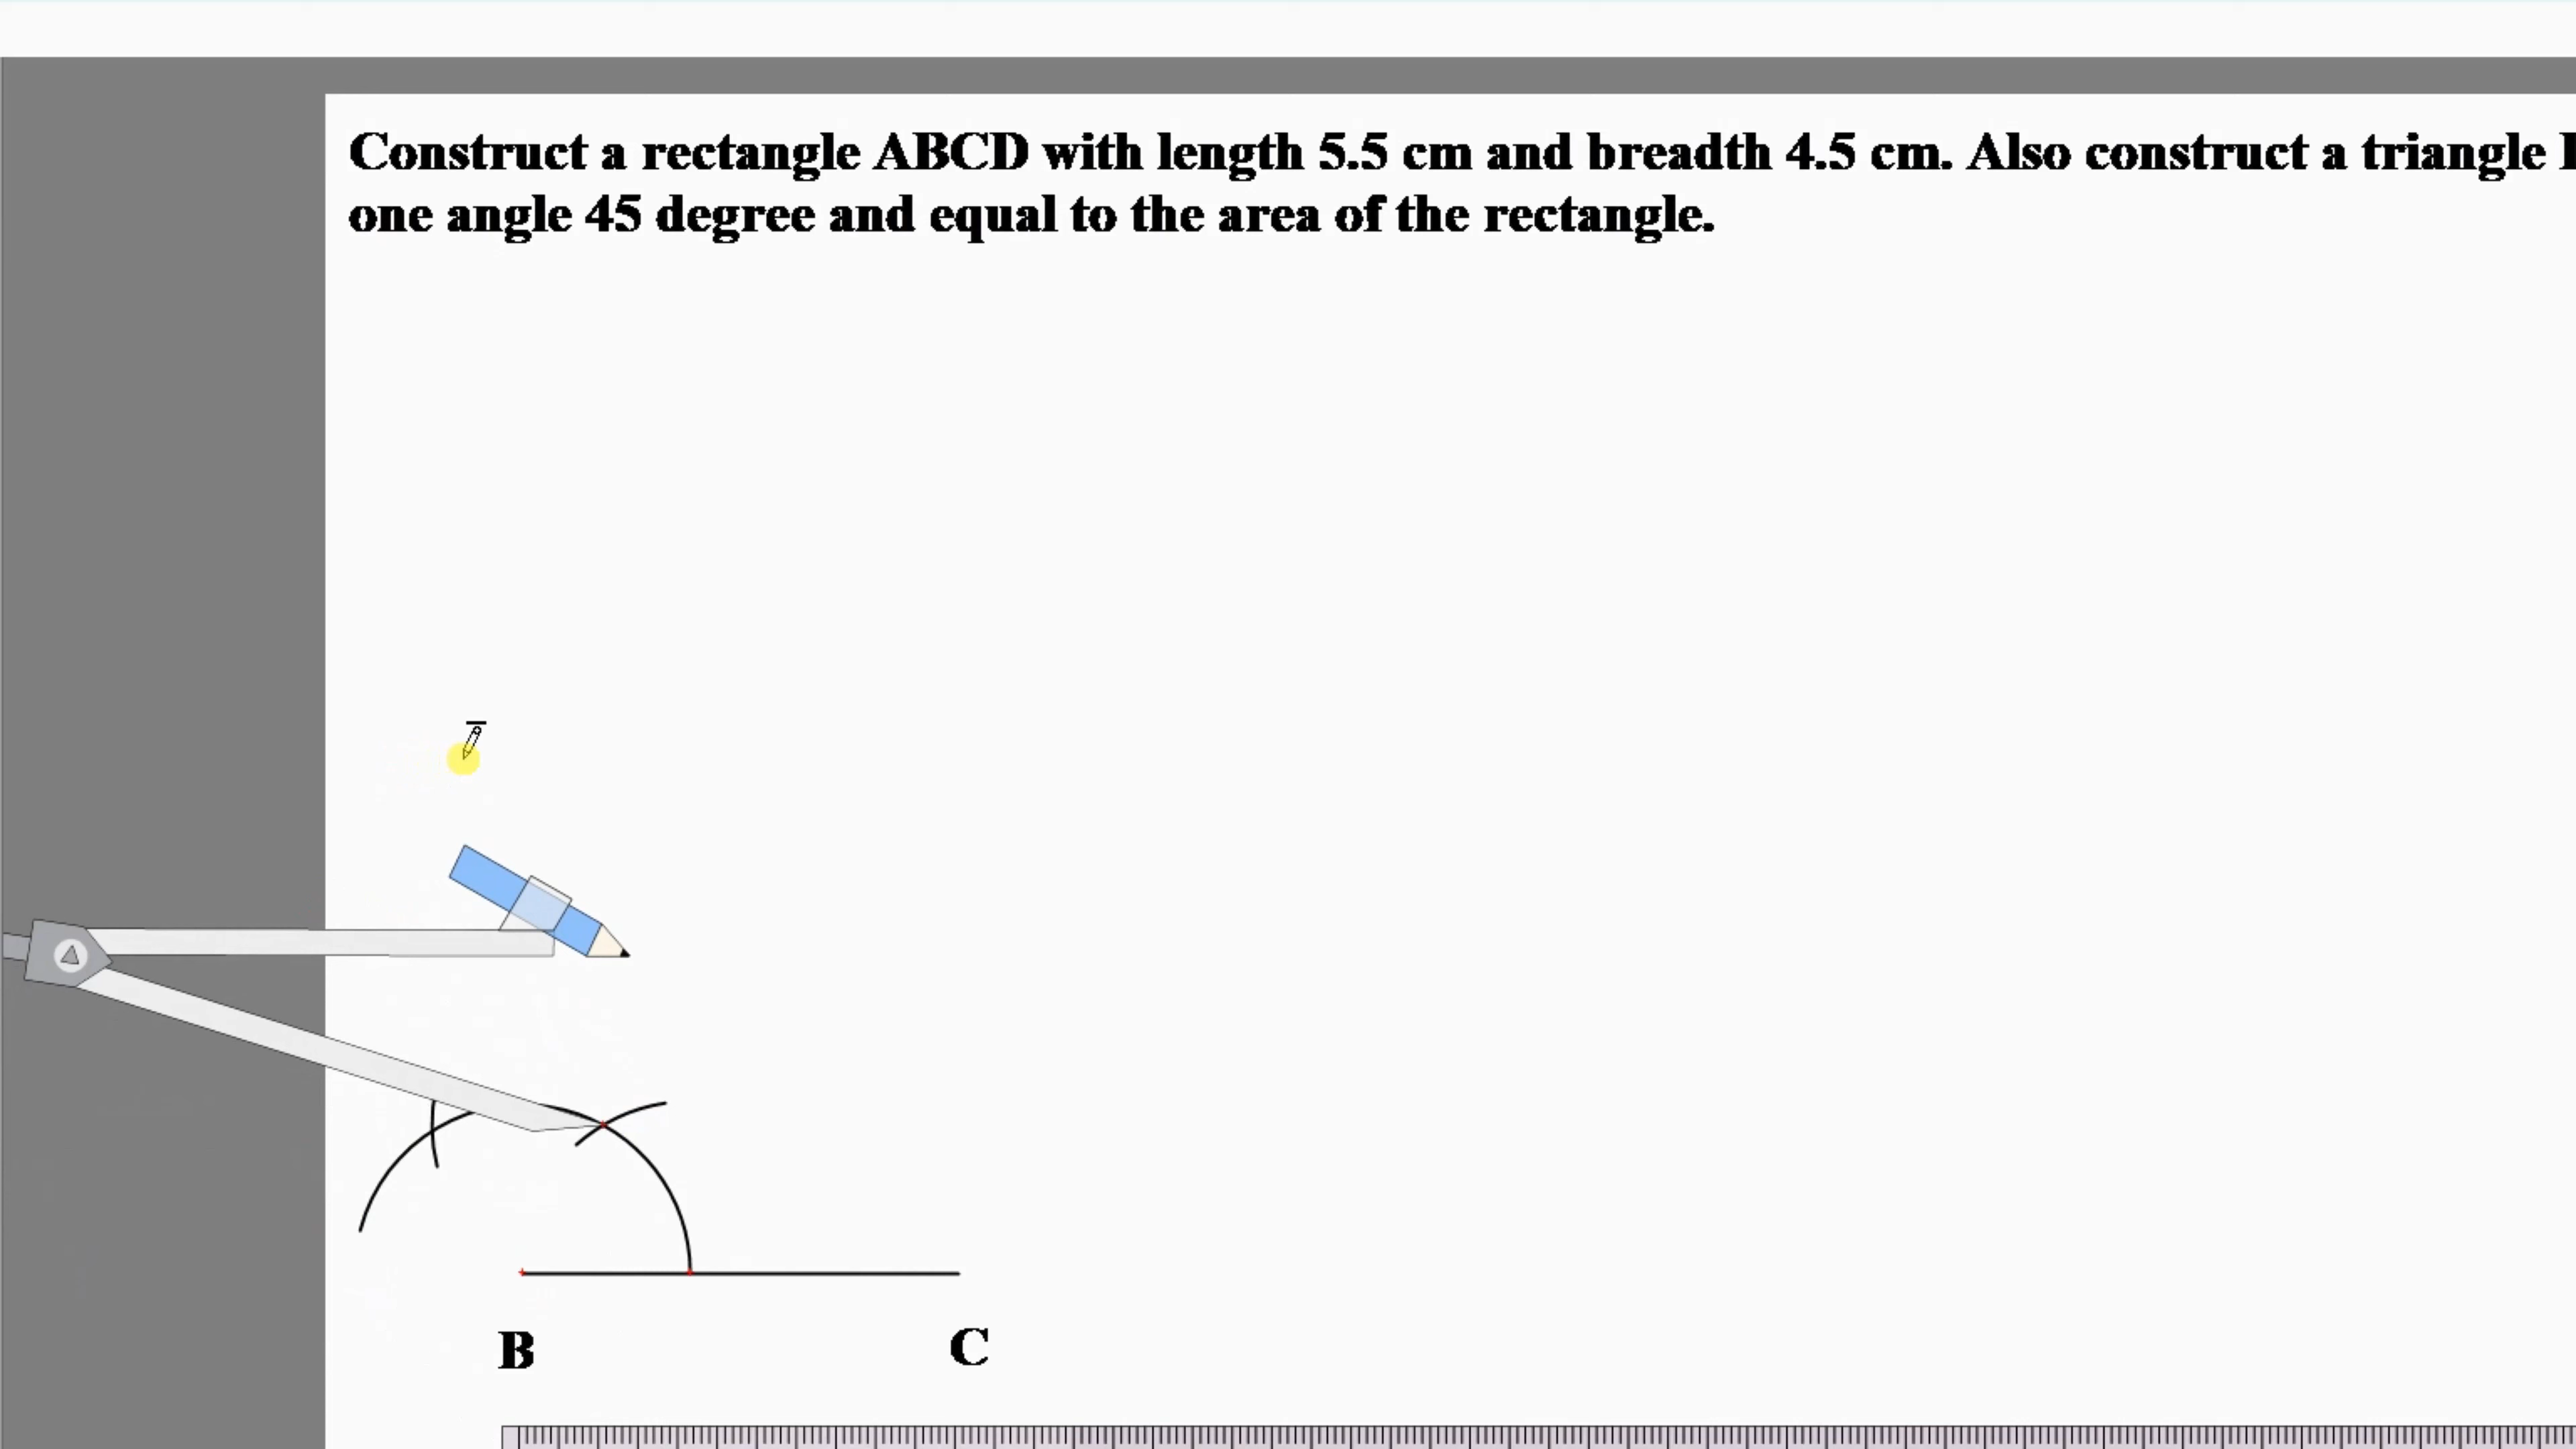 Construct a rectangle ABCD with length 5.5 cm and breadth 4.5 cm. Also construct a triangle
one angle 45 degree and equal to the area of the rectangle.
B C